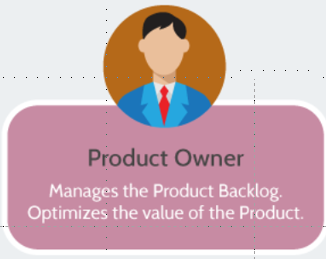 Product Owner
Manages the Product Backlog.
Optimizes the value of the Product.